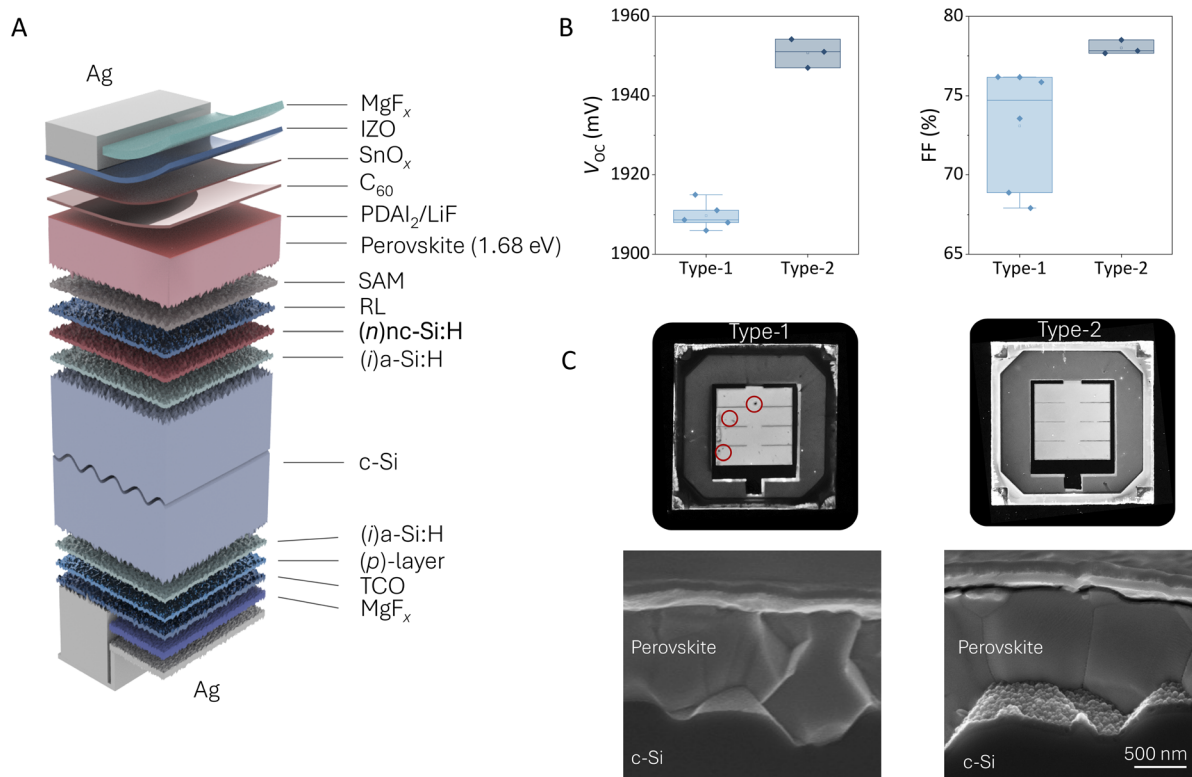 A
Ag
MgFx
IZO
SnOx
C60
PDAI2/LiF
Perovskite (1.68 eV)
SAM
RL
(n)nc-Si:H
(i)a-Si:H
c-Si
(i)a-Si:H
(p)-layer
TCO
MgFx
Ag
B
1960
1940
1920
1900
VOC (mV)
Type-1
Type-2
80
75
70
65
FF (%)
Type-1
Type-2
C
Type-1
Type-2
Perovskite
c-Si
Perovskite
c-Si
500 nm